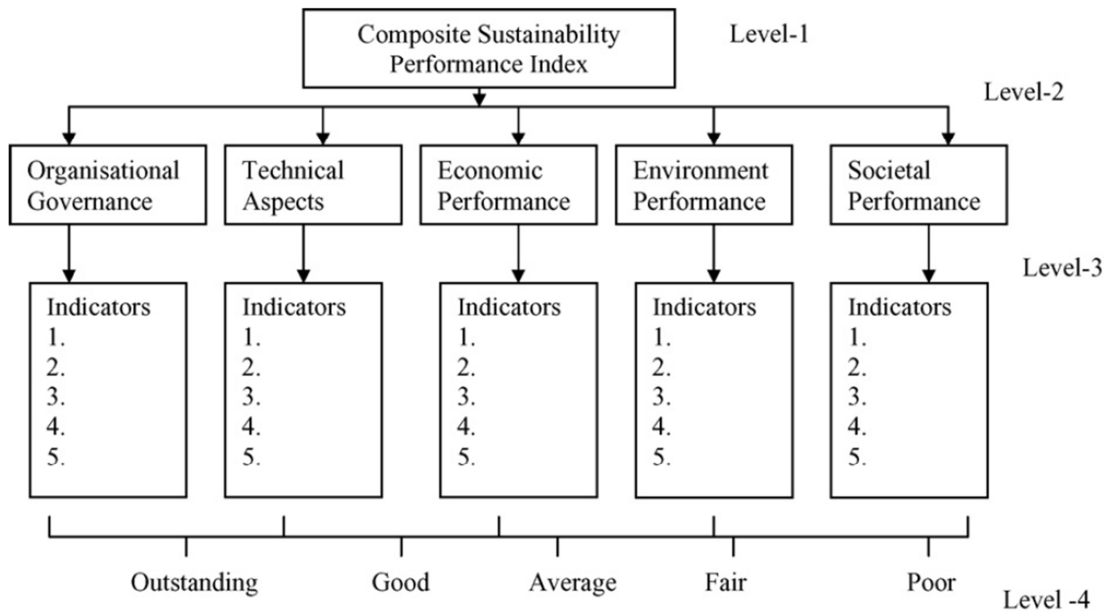 Composite Sustainability
Performance Index
Level-1
Level-2
Organisational
Governance
Technical
Aspects
Economic
Performance
Environment
Performance
Societal
Performance
Level-3
Indicators
1.
2.
3.
4.
5.
Indicators
1.
2.
3.
4.
5.
Indicators
1.
2.
3.
4.
5.
Indicators
1.
2.
3.
4.
5.
Indicators
1.
2.
3.
4.
5.
Outstanding
Good
Average
Fair
Poor
Level -4